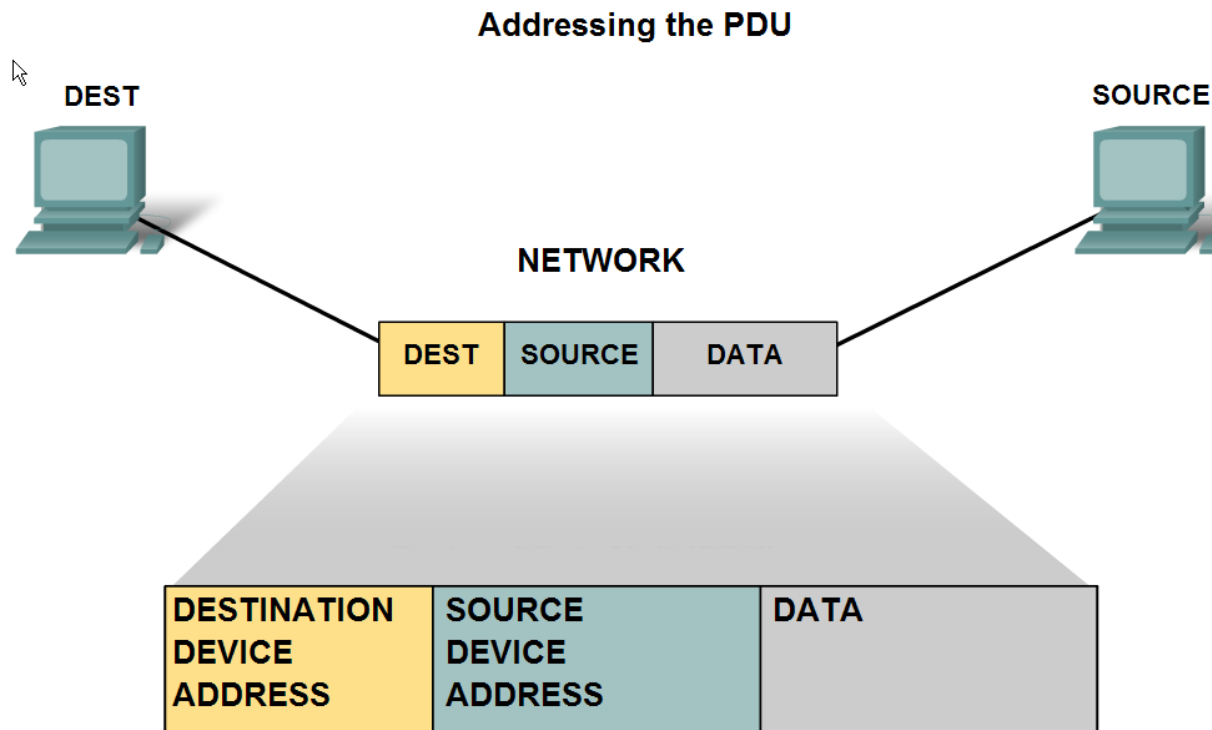 Addressing the PDU
DEST
SOURCE
NETWORK
DEST SOURCE DATA
DESTINATION
DEVICE
ADDRESS
SOURCE
DEVICE
ADDRESS
DATA